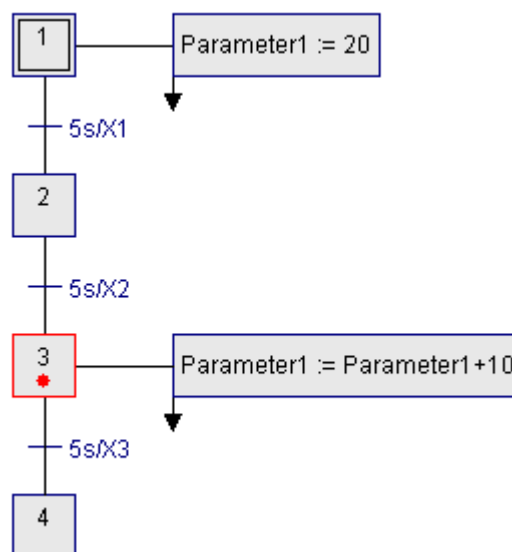 1
Parameter1 := 20
5s/X1
2
5s/X2
3
Parameter1 := Parameter1+10
5s/X3
4